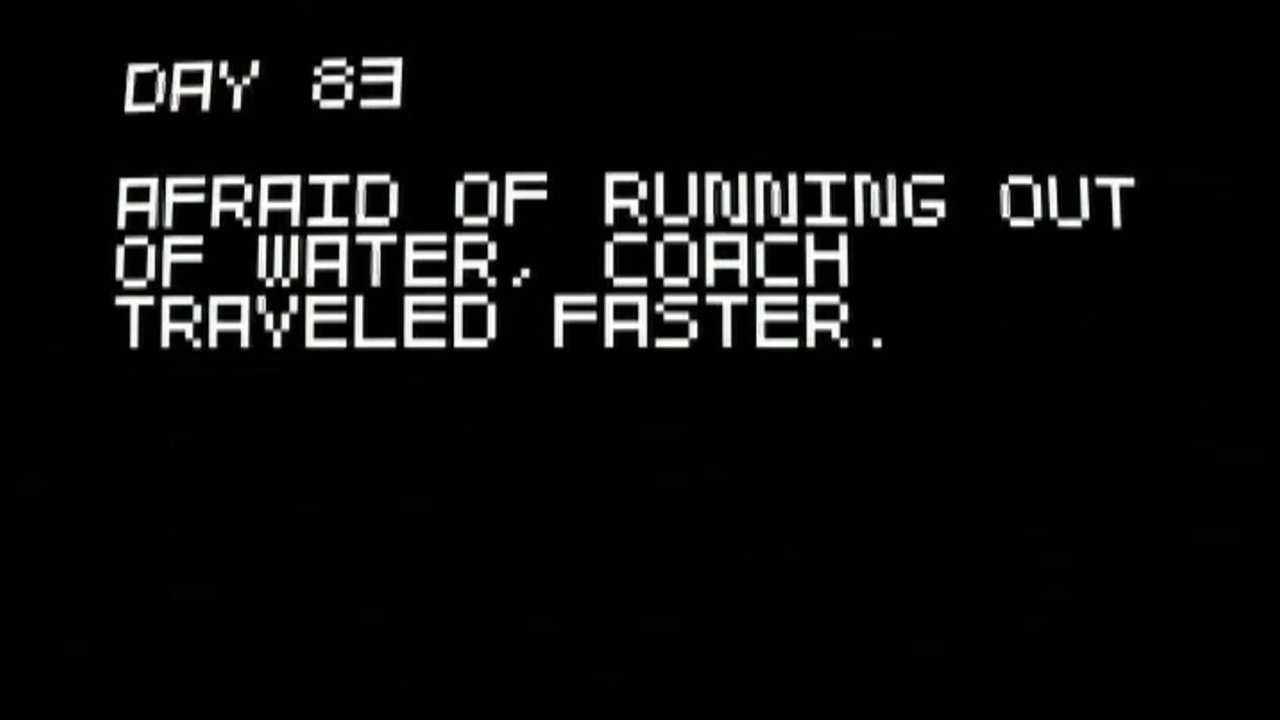 DAY 83
AFRAID OF RUNNING OUT
OF WATER, COACH
TRAVELED FASTER.